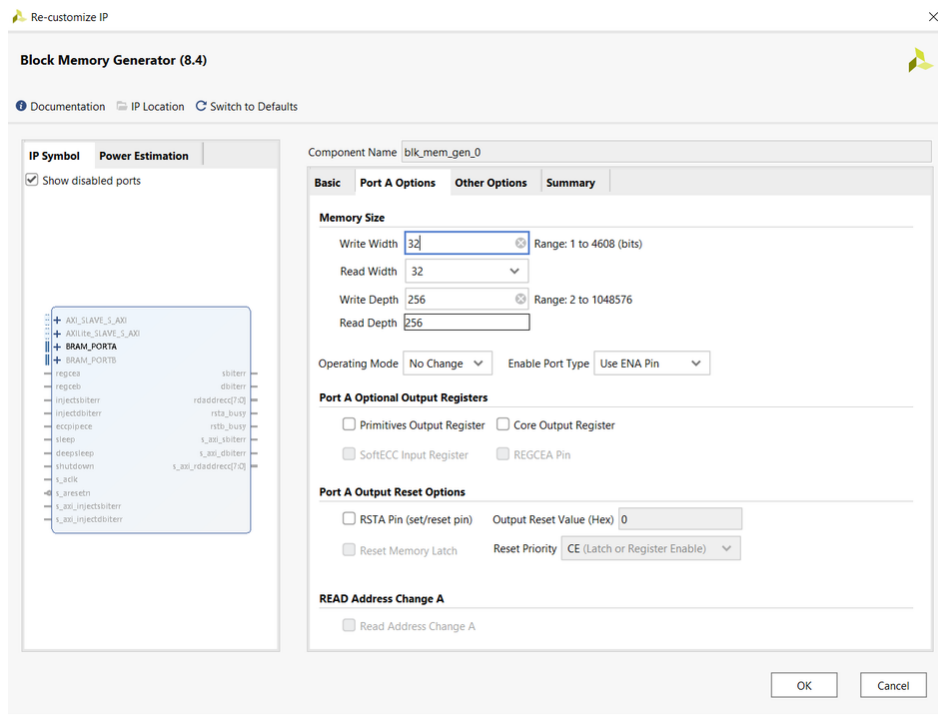 Re-customize IP
Block Memory Generator (8.4)
Documentation IP Location Switch to Defaults
IP Symbol Power Estimation
Show disabled ports
AXI_SLAVE_S_AXI
AXILite_SLAVE_S_AXI
BRAM_PORTA
BRAM_PORTB
regcea sbiterr
regceb dbiterr
injectsbiterr rdaddrecc[7:0]
injectdbiterr rsta_busy
eccpipece rstb_busy
sleep s_axi_sbiterr
deepsleep s_axi_dbiterr
shutdown s_axi_rdaddrecc[7:0]
s_aclk
s_aresetn
s_axi_injectsbiterr
s_axi_injectdbiterr
Component Name blk_mem_gen_0
Basic Port A Options Other Options Summary
Memory Size
Write Width 32 Range: 1 to 4608 (bits)
Read Width 32
Write Depth 256 Range: 2 to 1048576
Read Depth 256
Operating Mode No Change Enable Port Type Use ENA Pin
Port A Optional Output Registers
Primitives Output Register Core Output Register
SoftECC Input Register REGCEA Pin
Port A Output Reset Options
RSTA Pin (set/reset pin) Output Reset Value (Hex) 0
Reset Memory Latch Reset Priority CE (Latch or Register Enable)
READ Address Change A
Read Address Change A
OK Cancel